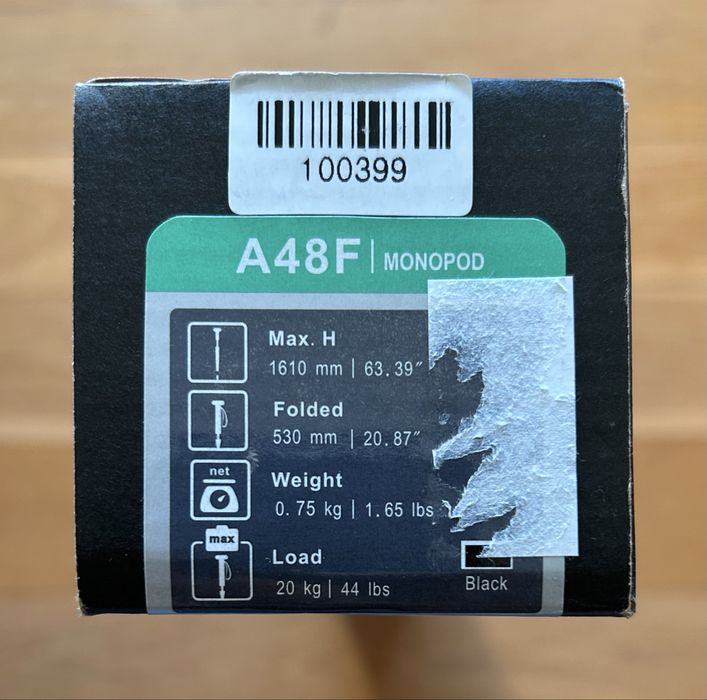 100399
A48F | MONOPOD
Max. H
1610 mm | 63.39″
Folded
530 mm | 20.87″
net
Weight
0.75 kg | 1.65 lbs
max
Load
20 kg | 44 lbs
Black